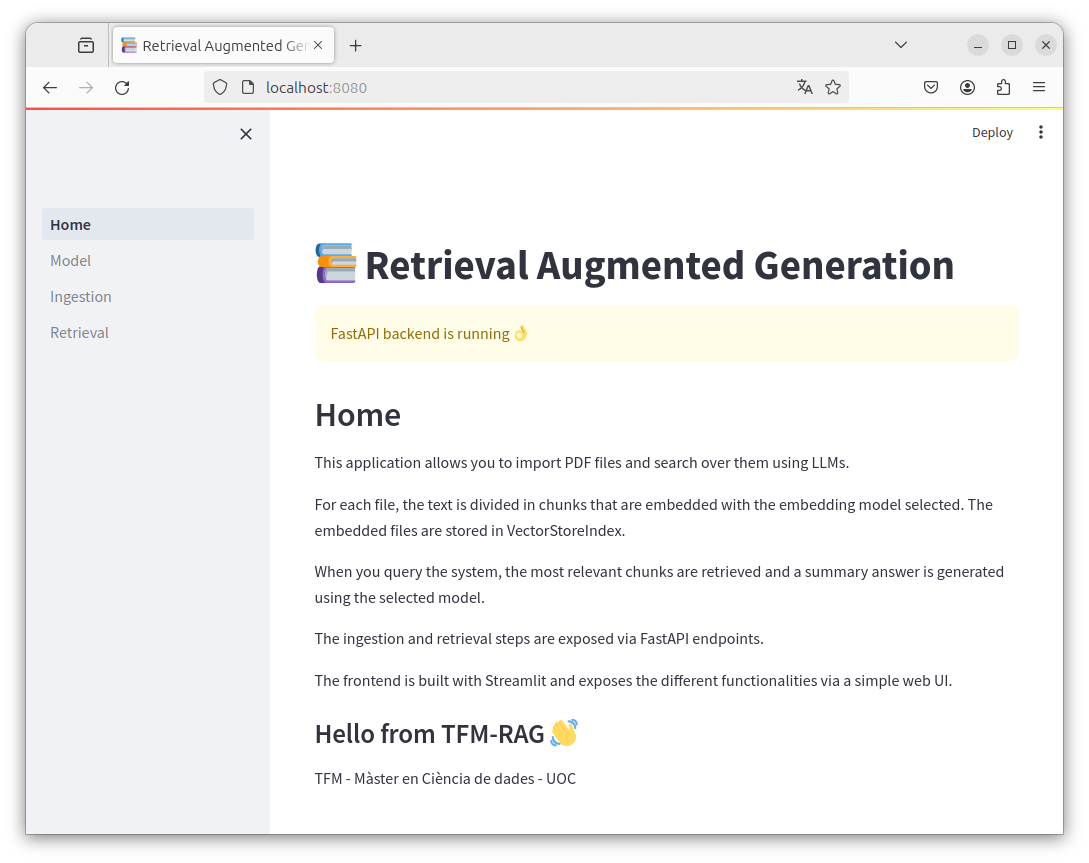 Retrieval Augmented Ger
localhost:8080
Deploy
Home
Model
Ingestion
Retrieval
Retrieval Augmented Generation
FastAPI backend is running 👌
Home
This application allows you to import PDF files and search over them using LLMs.
For each file, the text is divided in chunks that are embedded with the embedding model selected. The
embedded files are stored in VectorStoreIndex.
When you query the system, the most relevant chunks are retrieved and a summary answer is generated
using the selected model.
The ingestion and retrieval steps are exposed via FastAPI endpoints.
The frontend is built with Streamlit and exposes the different functionalities via a simple web UI.
Hello from TFM-RAG 👋
TFM - Màster en Ciència de dades - UOC